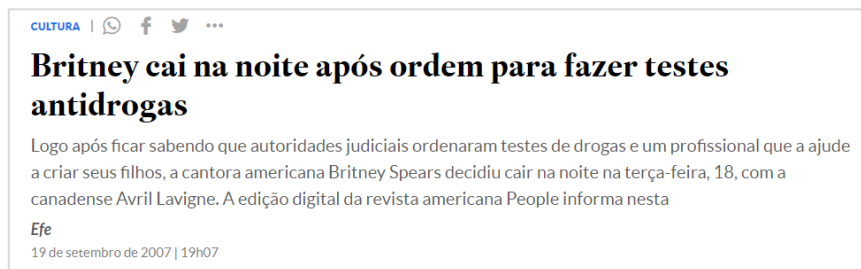 CULTURA |
Britney cai na noite após ordem para fazer testes
antidrogas
Logo após ficar sabendo que autoridades judiciais ordenaram testes de drogas e um profissional que a ajude
a criar seus filhos, a cantora americana Britney Spears decidiu cair na noite na terça-feira, 18, com a
canadense Avril Lavigne. A edição digital da revista americana People informa nesta
Efe
19 de setembro de 2007 | 19h07